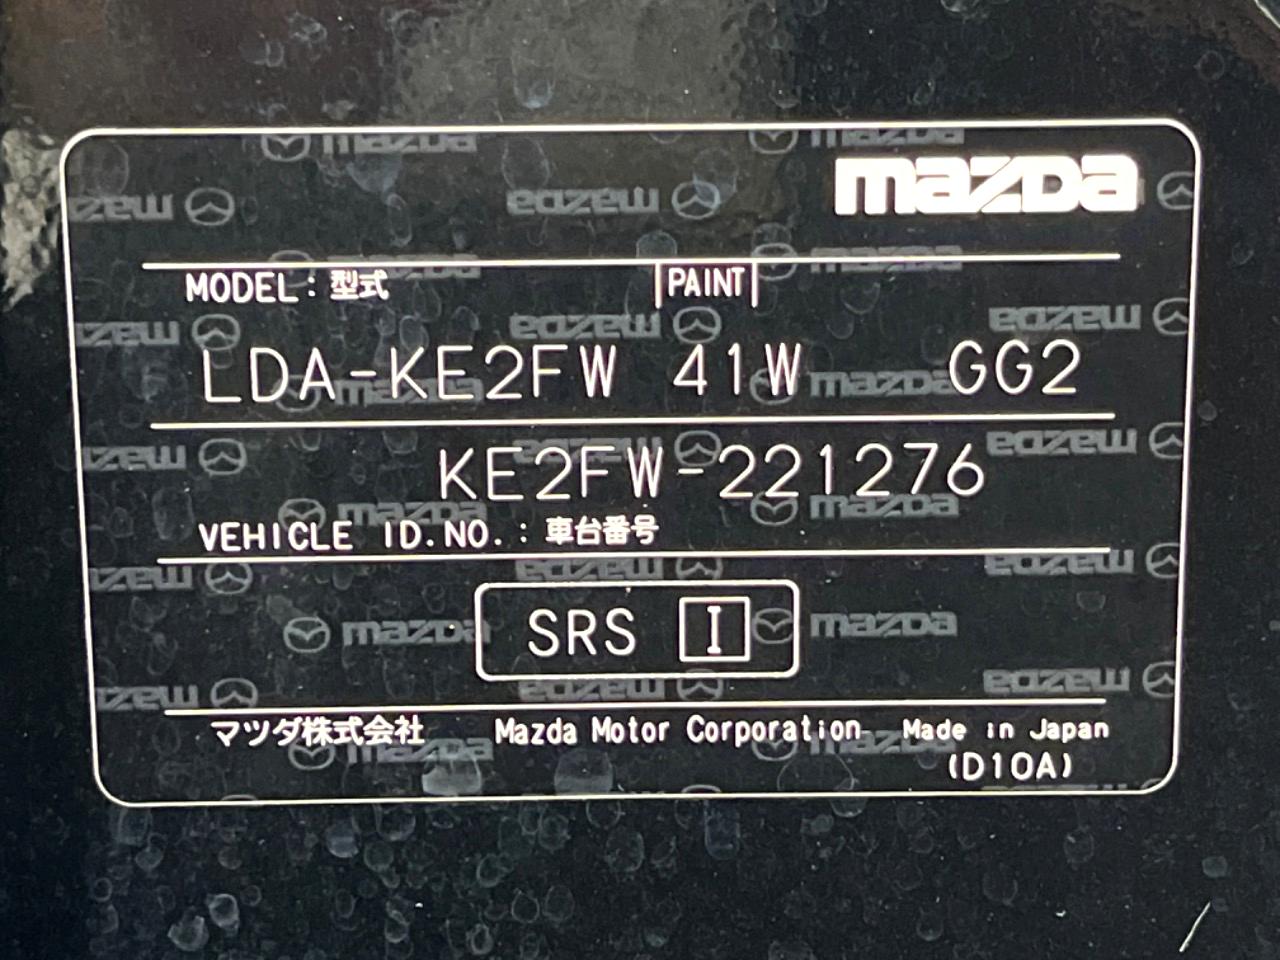 mazda
MODEL : 型式 PAINT
LDA-KE2FW 41W GG2
KE2FW-221276
VEHICLE ID.NO. : 車台番号
SRS I
マツダ株式会社 Mazda Motor Corporation Made in Japan
(D10A)